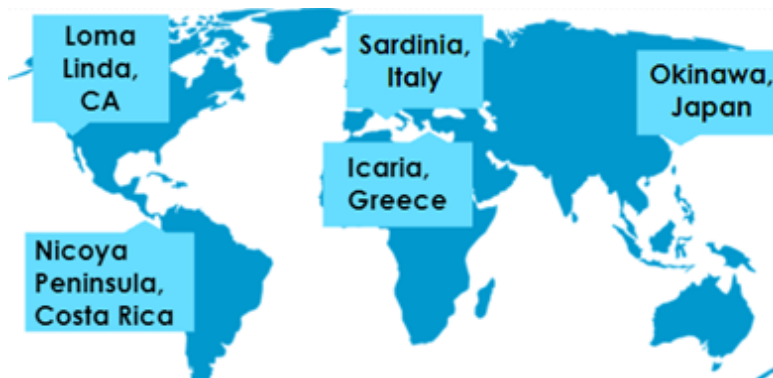 Loma
Linda,
CA
Sardinia,
Italy
Okinawa,
Japan
Icaria,
Greece
Nicoya
Peninsula,
Costa Rica